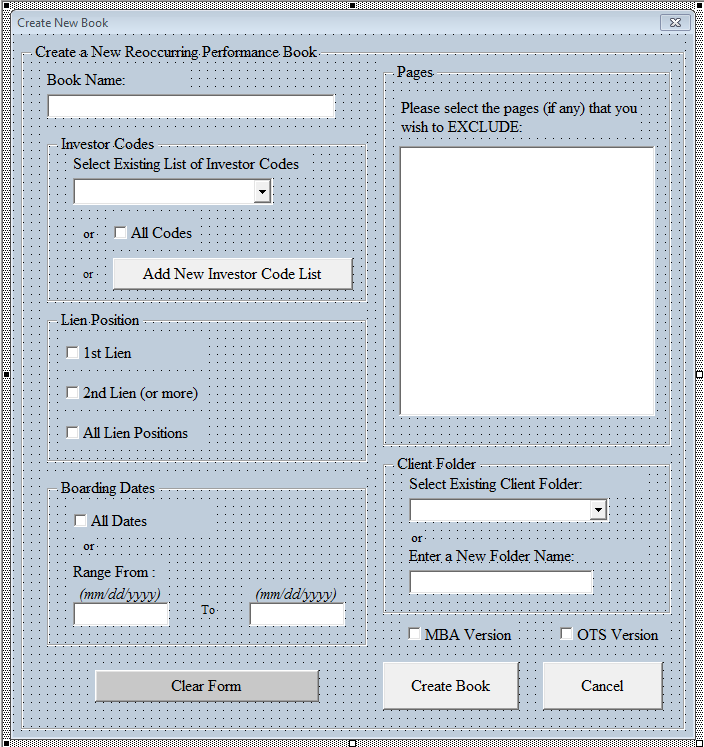 Create New Book
Create a New Reoccurring Performance Book
Book Name:
Investor Codes
Select Existing List of Investor Codes
or
All Codes
or
Add New Investor Code List
Lien Position
1st Lien
2nd Lien (or more)
All Lien Positions
Boarding Dates
All Dates
or
Range From :
(mm/dd/yyyy)
(mm/dd/yyyy)
To
Clear Form
Pages
Please select the pages (if any) that you
wish to EXCLUDE:
Client Folder
Select Existing Client Folder:
or
Enter a New Folder Name:
MBA Version
OTS Version
Create Book
Cancel